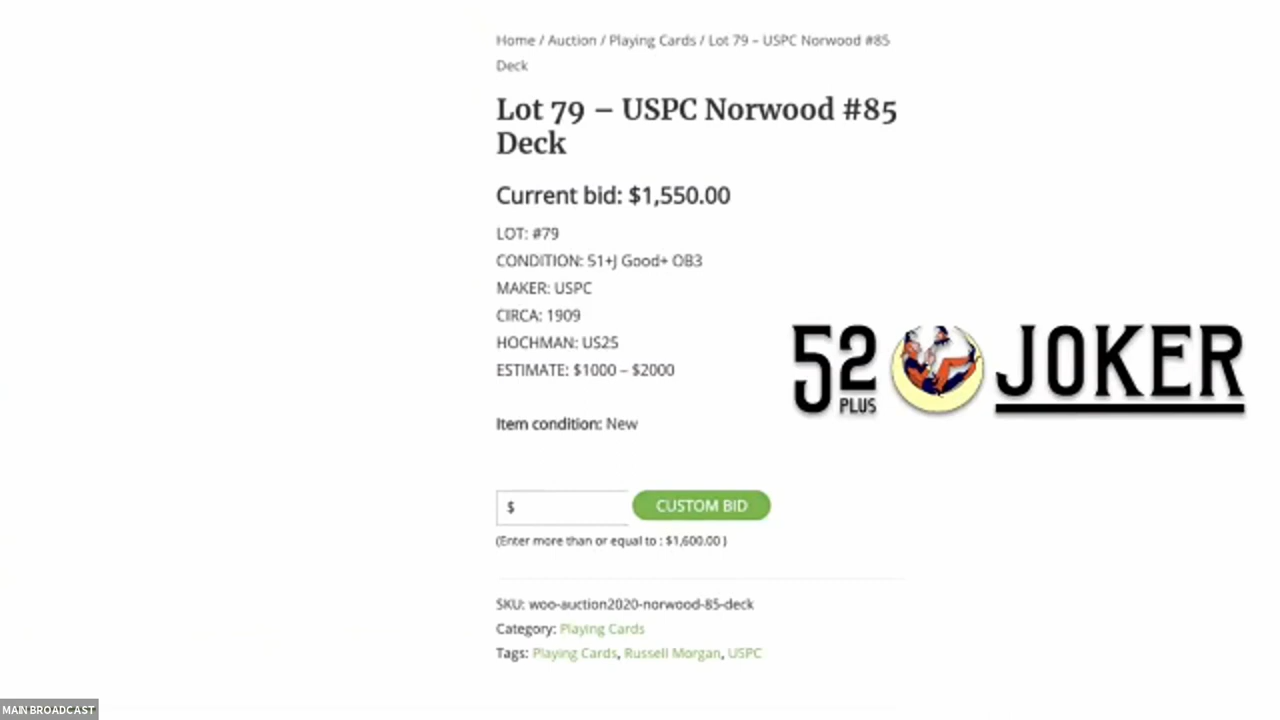 Home / Auction / Playing Cards / Lot 79 – USPC Norwood #85
Deck
Lot 79 – USPC Norwood #85
Deck
Current bid: $1,550.00
LOT: #79
CONDITION: 51+J Good+ OB3
MAKER: USPC
CIRCA: 1909
HOCHMAN: US25
ESTIMATE: $1000 – $2000
52 PLUS JOKER
Item condition: New
$ CUSTOM BID
(Enter more than or equal to : $1,600.00 )
SKU: woo-auction2020-norwood-85-deck
Category: Playing Cards
Tags: Playing Cards, Russell Morgan, USPC
MAIN BROADCAST